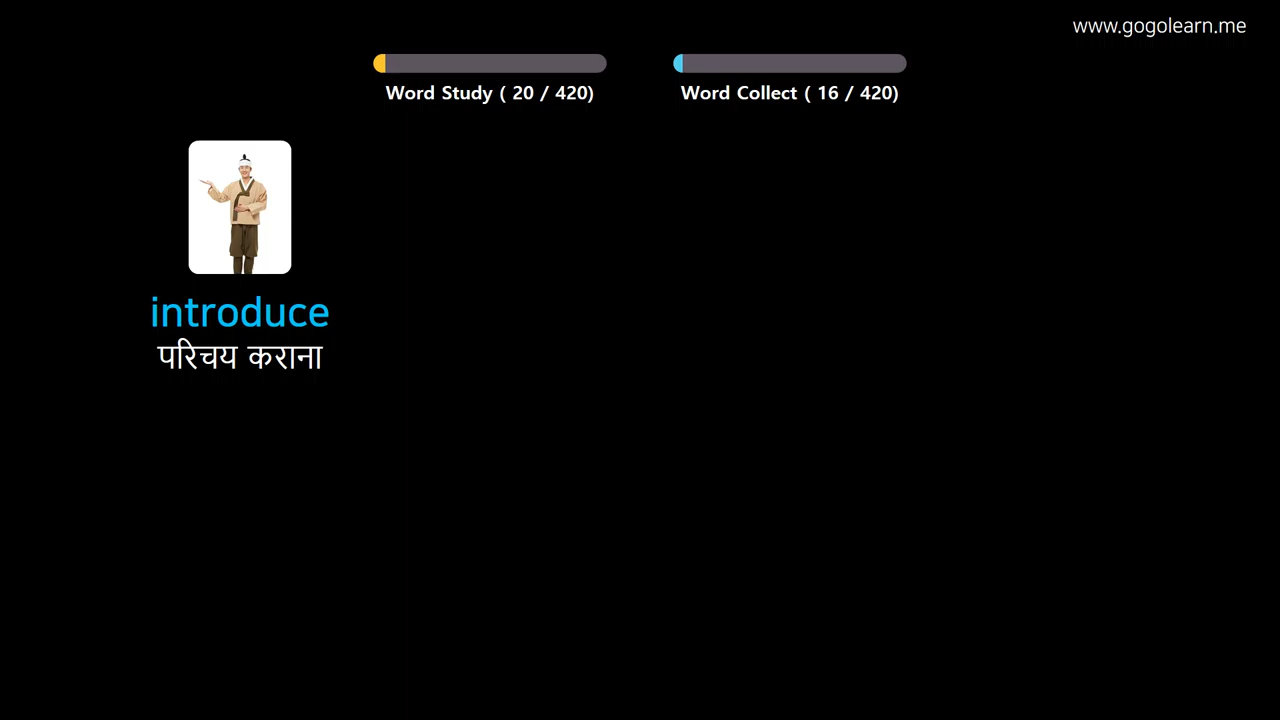 www.gogolearn.me
Word Study ( 20 / 420)
Word Collect ( 16 / 420)
introduce
परिचय कराना